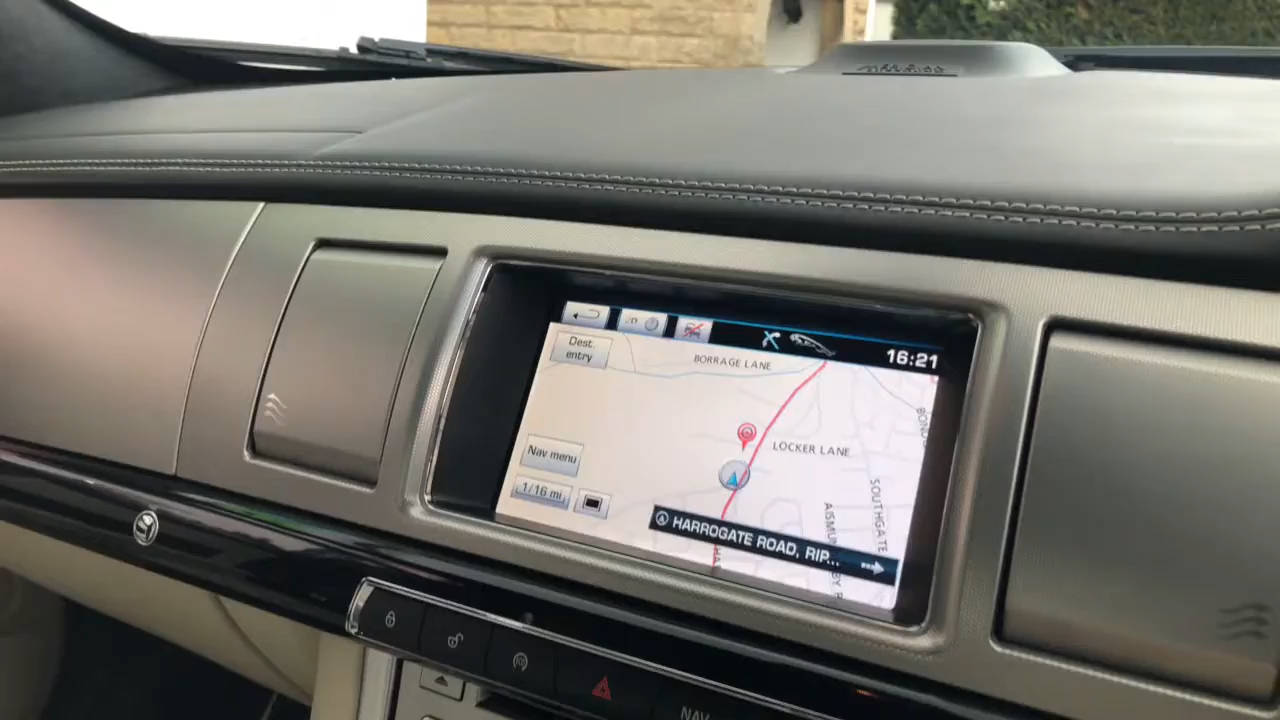 16:21
Dest.
entry
BORRAGE LANE
LOCKER LANE
Nav menu
1/16 mi
SOUTHGATE
HARROGATE ROAD, RIP...
NAV